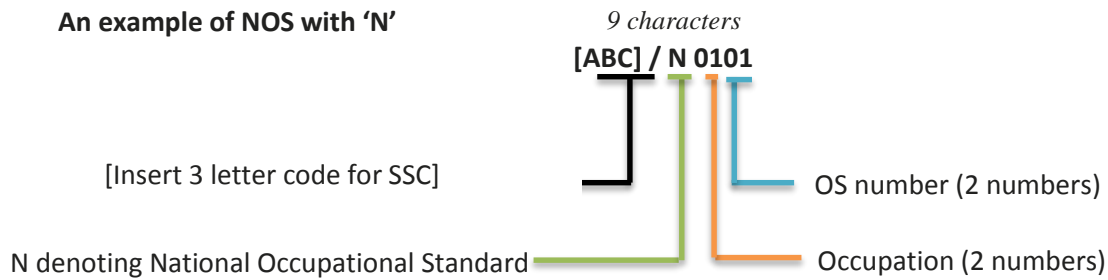 An example of NOS with ‘N’
9 characters
[ABC] / N 0101
[Insert 3 letter code for SSC]
OS number (2 numbers)
N denoting National Occupational Standard
Occupation (2 numbers)